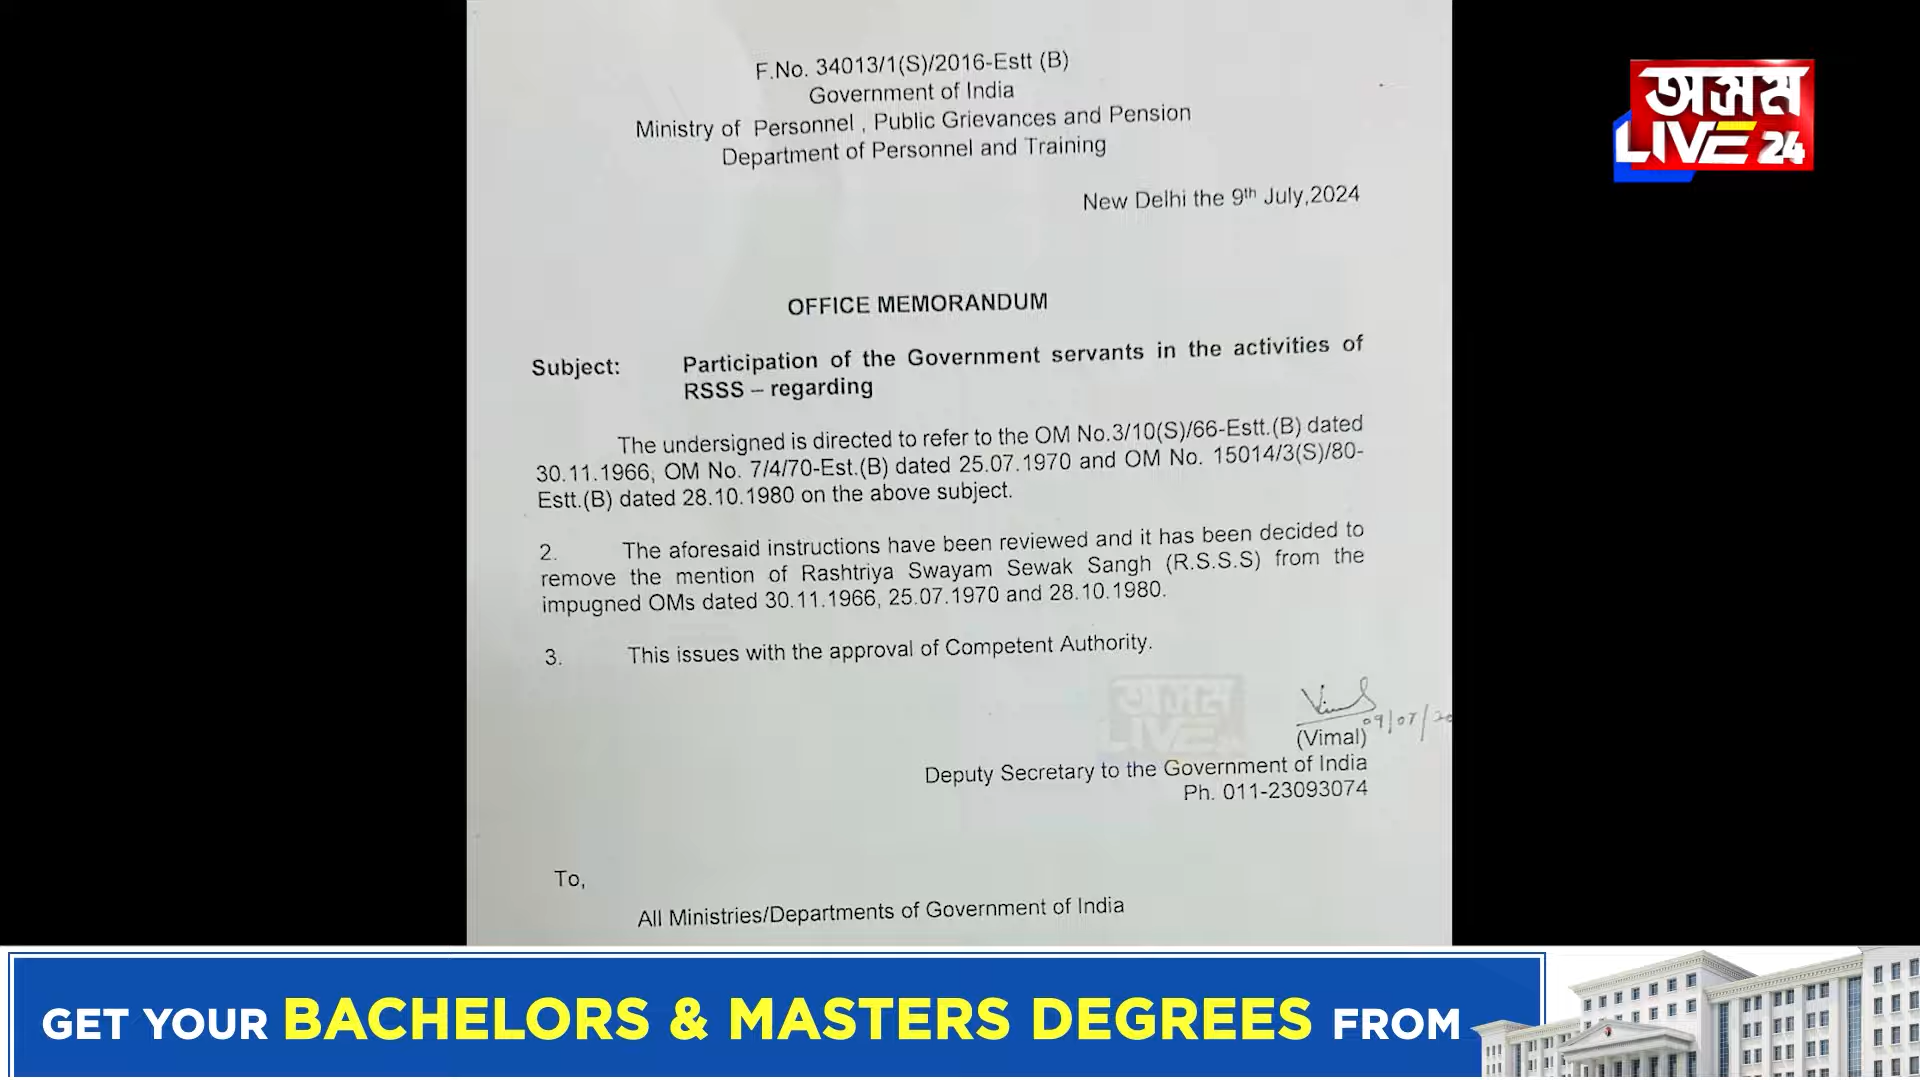 F.No. 34013/1(S)/2016-Estt (B)
Government of India
Ministry of Personnel , Public Grievances and Pension
Department of Personnel and Training
New Delhi the 9th July,2024
অসম
LIVE 24
OFFICE MEMORANDUM
Subject: Participation of the Government servants in the activities of
RSSS – regarding
The undersigned is directed to refer to the OM No.3/10(S)/66-Estt.(B) dated
30.11.1966, OM No. 7/4/70-Est.(B) dated 25.07.1970 and OM No. 15014/3(S)/80-
Estt.(B) dated 28.10.1980 on the above subject.
2. The aforesaid instructions have been reviewed and it has been decided to
remove the mention of Rashtriya Swayam Sewak Sangh (R.S.S.S) from the
impugned OMs dated 30.11.1966, 25.07.1970 and 28.10.1980.
3. This issues with the approval of Competent Authority.
অসম
LIVE 24
Vimal
09/07/20
(Vimal)
Deputy Secretary to the Government of India
Ph. 011-23093074
To,
All Ministries/Departments of Government of India
GET YOUR BACHELORS & MASTERS DEGREES FROM